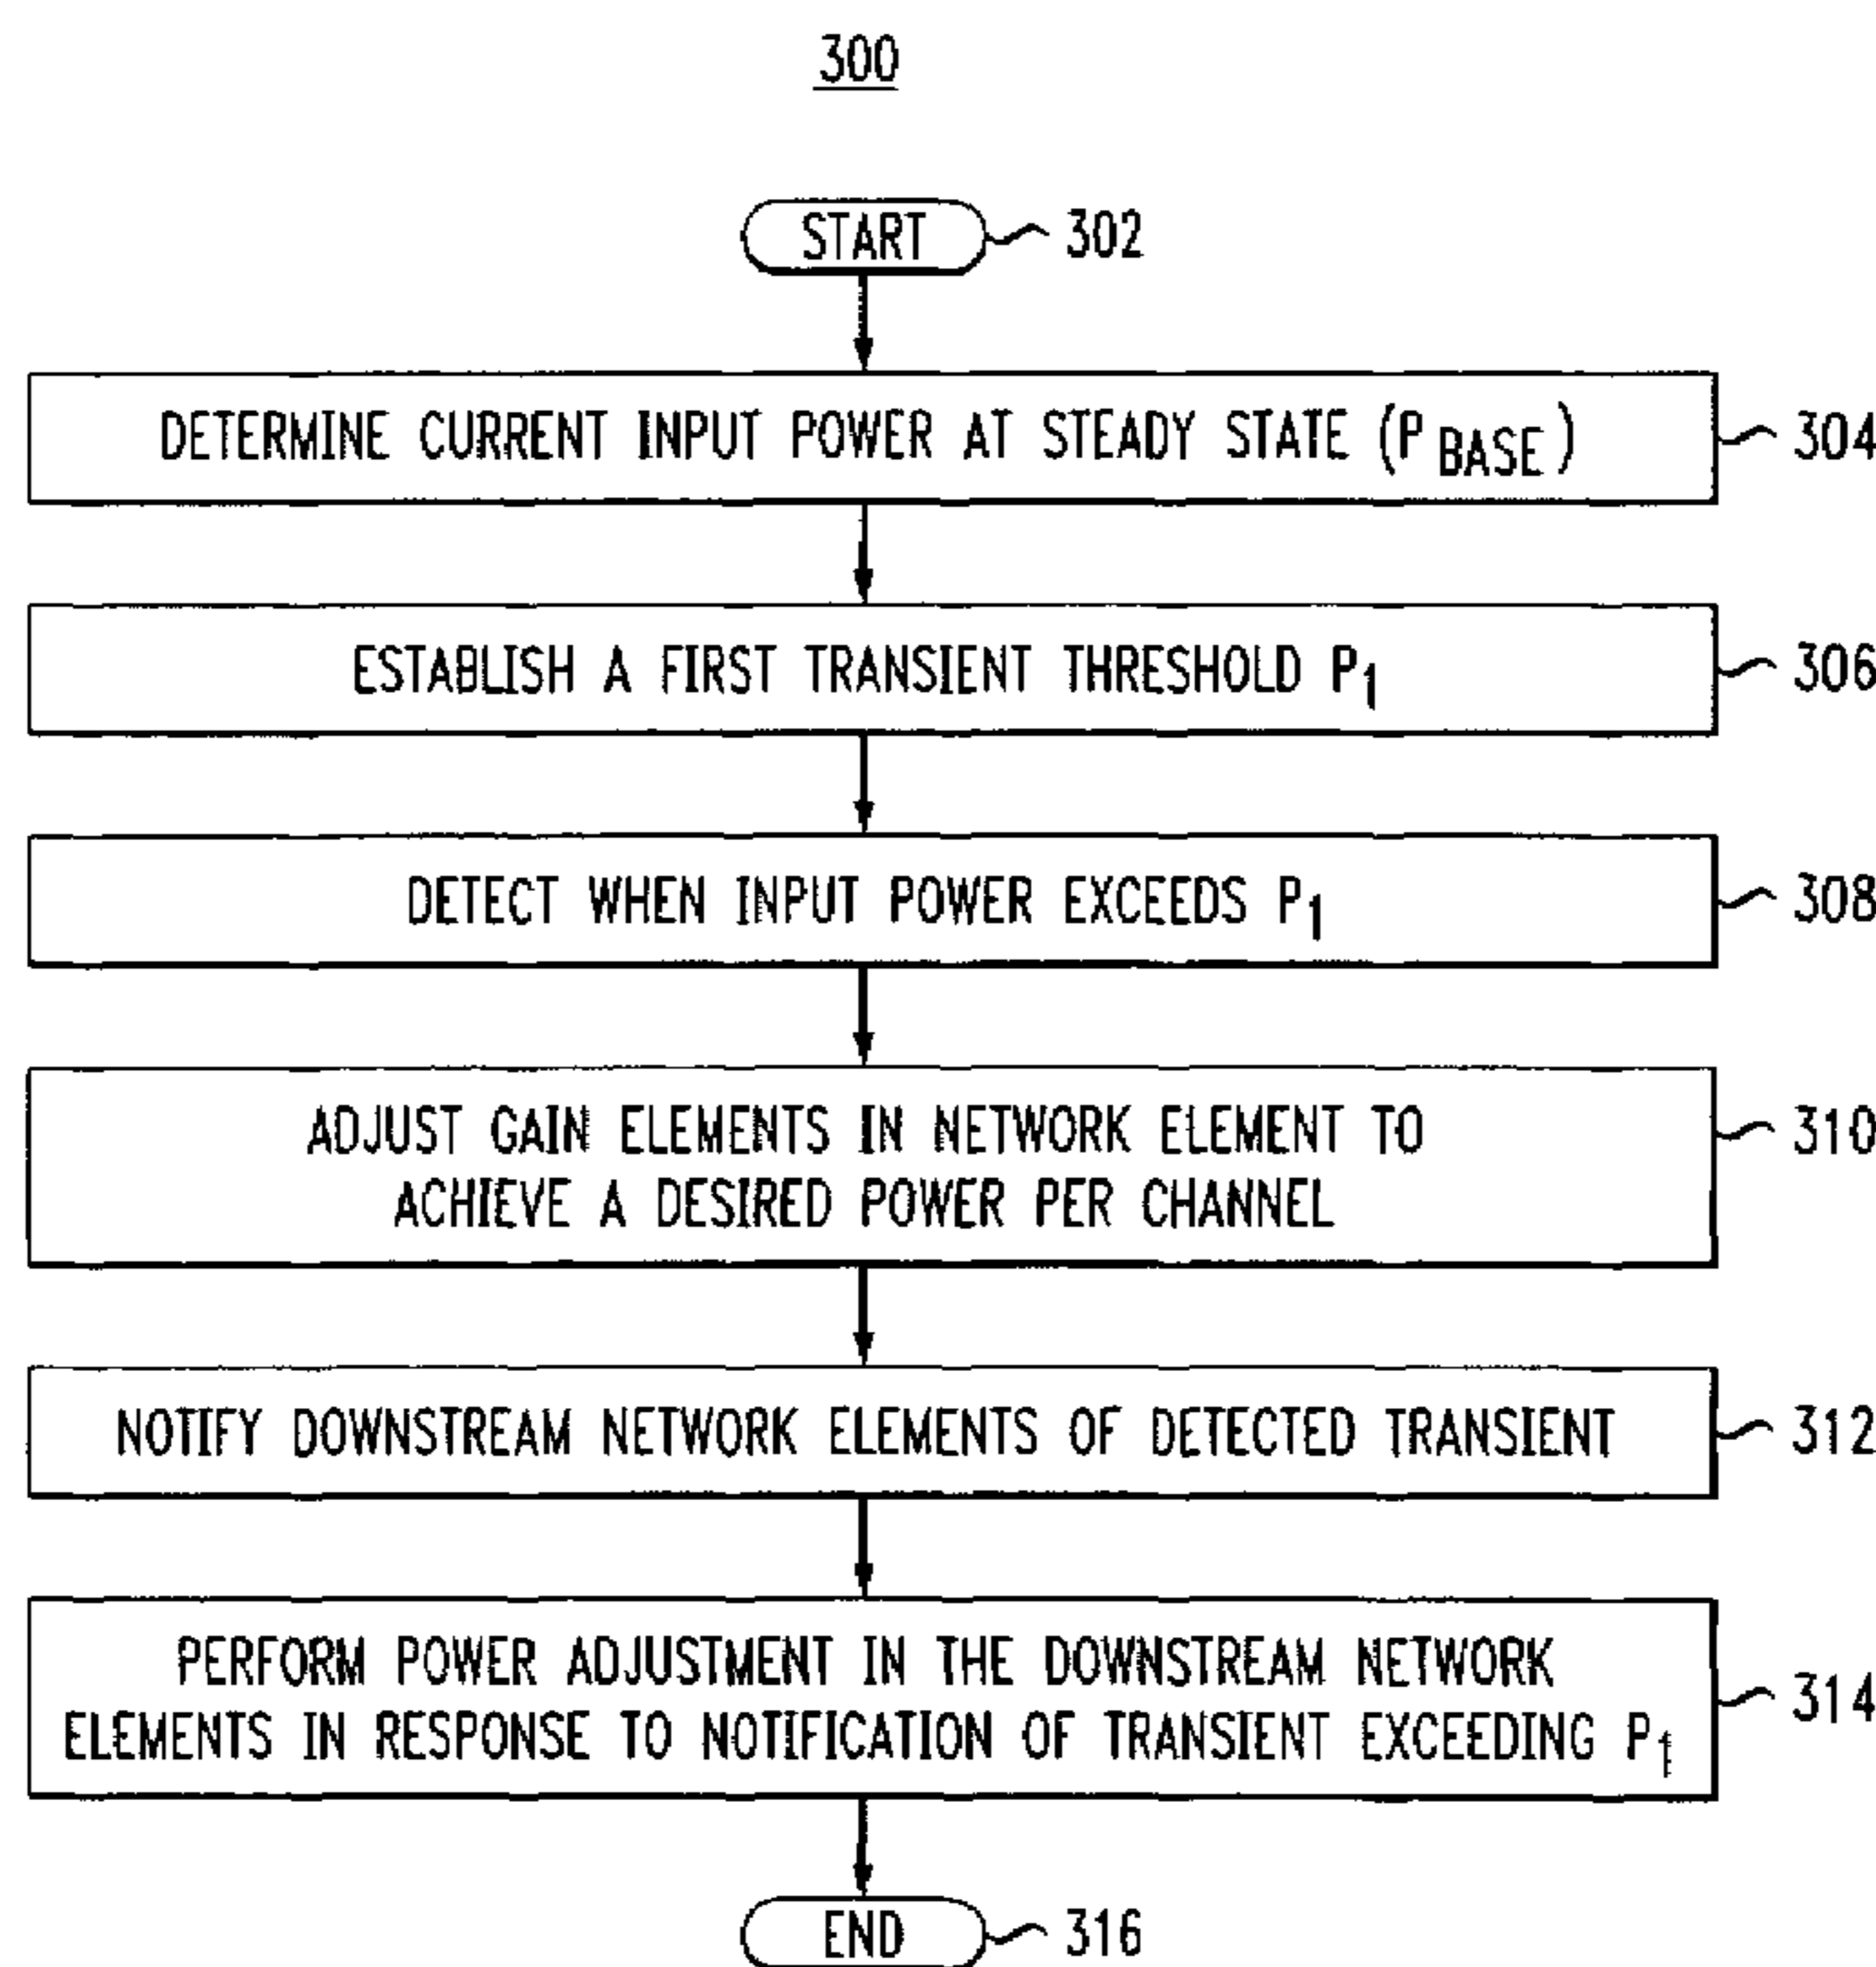 300
START 302
DETERMINE CURRENT INPUT POWER AT STEADY STATE (P BASE) 304
ESTABLISH A FIRST TRANSIENT THRESHOLD P1 306
DETECT WHEN INPUT POWER EXCEEDS P1 308
ADJUST GAIN ELEMENTS IN NETWORK ELEMENT TO
ACHIEVE A DESIRED POWER PER CHANNEL
310
NOTIFY DOWNSTREAM NETWORK ELEMENTS OF DETECTED TRANSIENT 312
PERFORM POWER ADJUSTMENT IN THE DOWNSTREAM NETWORK
ELEMENTS IN RESPONSE TO NOTIFICATION OF TRANSIENT EXCEEDING P1
314
END 316